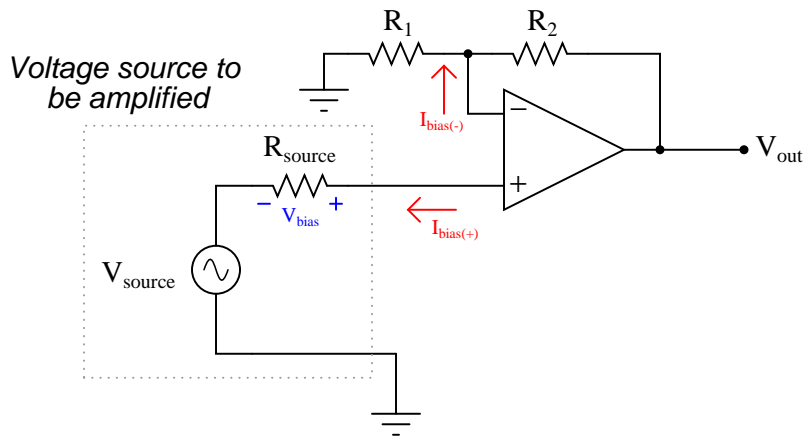 R1 R2
Voltage source to
be amplified
Ibias(-)
Rsource
− +
Vbias
Ibias(+)
−
+
Vout
Vsource